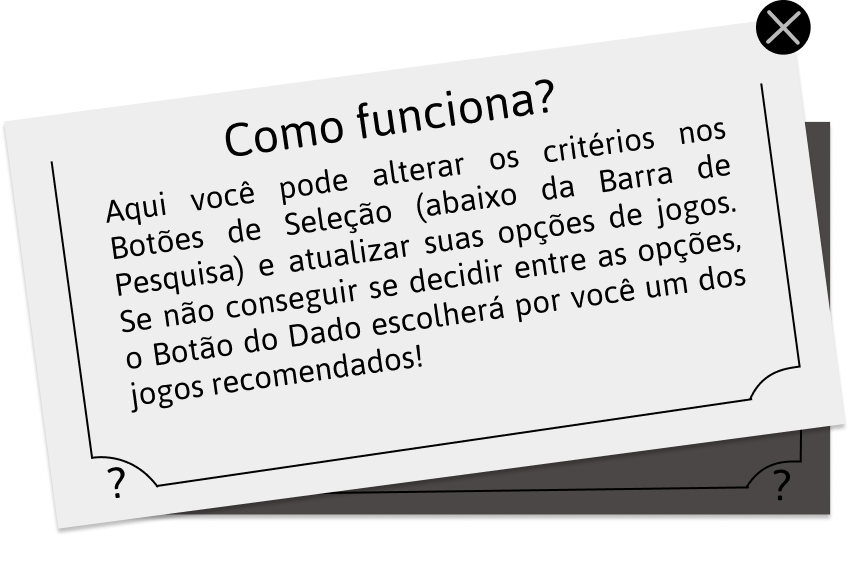 Como funciona?
Aqui você pode alterar os critérios nos
Botões de Seleção (abaixo da Barra de
Pesquisa) e atualizar suas opções de jogos.
Se não conseguir se decidir entre as opções,
o Botão do Dado escolherá por você um dos
jogos recomendados!
?
?